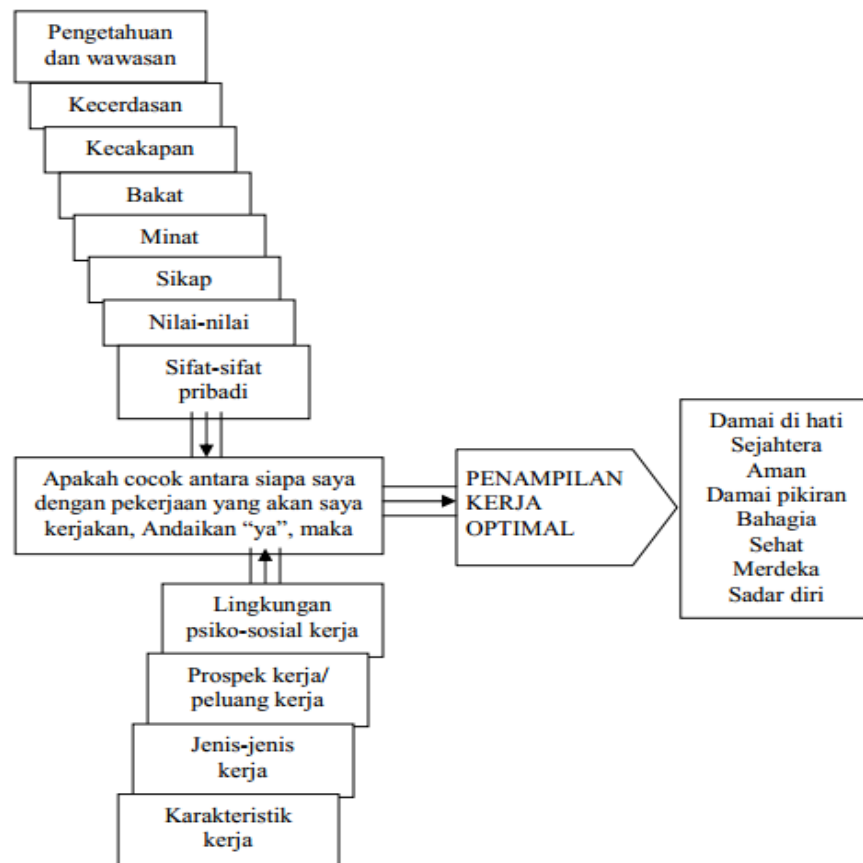 Pengetahuan
dan wawasan
Kecerdasan
Kecakapan
Bakat
Minat
Sikap
Nilai-nilai
Sifat-sifat
pribadi
Apakah cocok antara siapa saya
dengan pekerjaan yang akan saya
kerjakan, Andaikan “ya”, maka
PENAMPILAN
KERJA
OPTIMAL
Damai di hati
Sejahtera
Aman
Damai pikiran
Bahagia
Sehat
Merdeka
Sadar diri
Lingkungan
psiko-sosial kerja
Prospek kerja/
peluang kerja
Jenis-jenis
kerja
Karakteristik
kerja